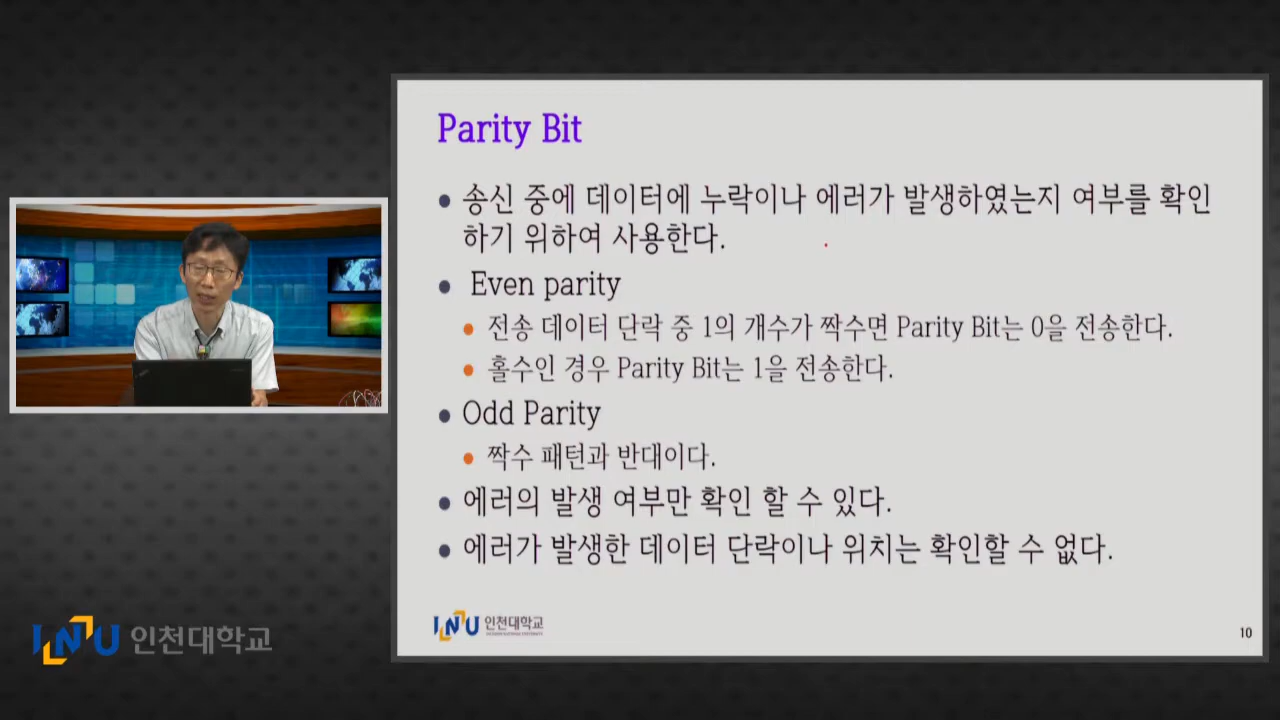 Parity Bit
송신 중에 데이터에 누락이나 에러가 발생하였는지 여부를 확인
하기 위하여 사용한다.
Even parity
전송 데이터 단락 중 1의 개수가 짝수면 Parity Bit는 0을 전송한다.
홀수인 경우 Parity Bit는 1을 전송한다.
Odd Parity
짝수 패턴과 반대이다.
에러의 발생 여부만 확인 할 수 있다.
에러가 발생한 데이터 단락이나 위치는 확인할 수 없다.
INU 인천대학교
10
INU 인천대학교